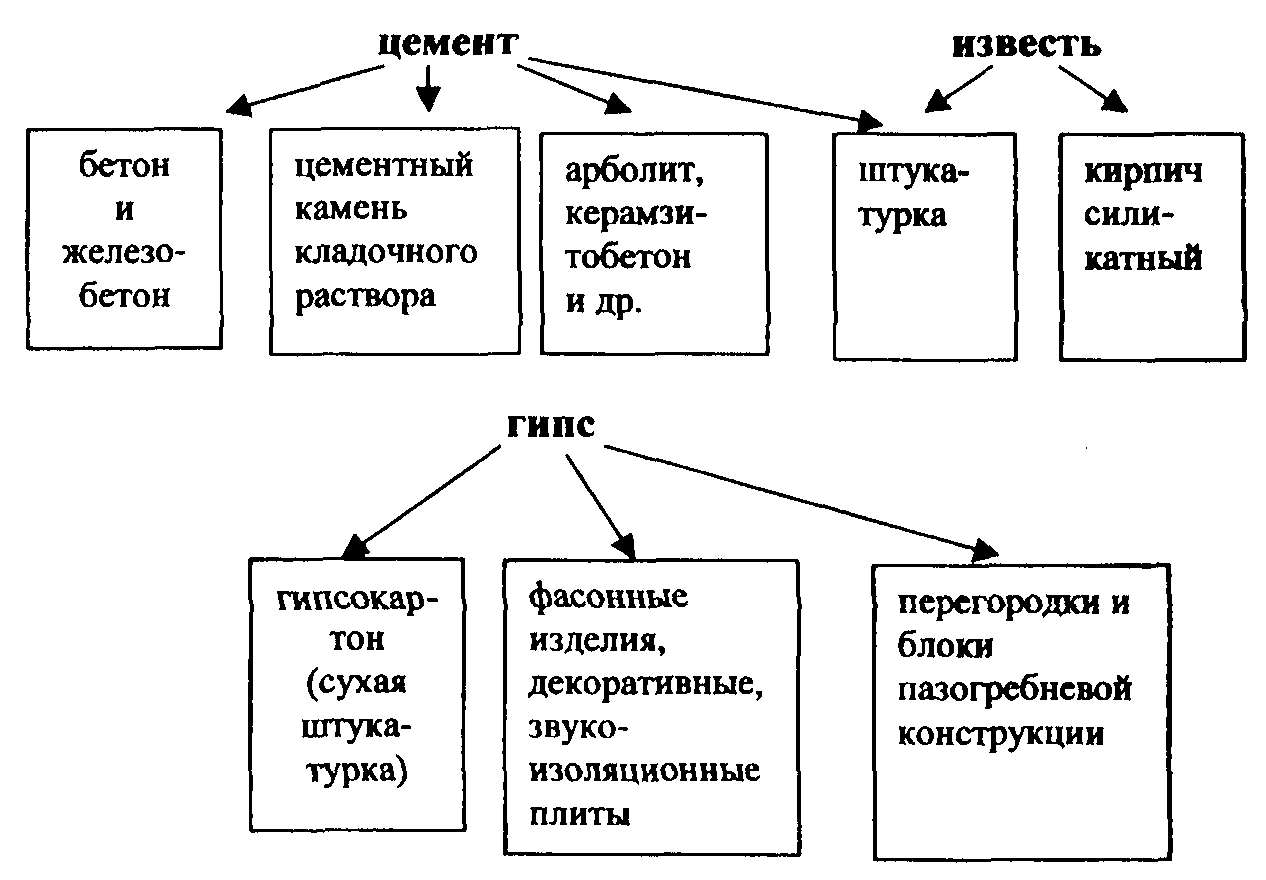 цемент
известь
бетон
и
железо-
бетон
цементный
камень
кладочного
раствора
арболит,
керамзи-
тобетон
и др.
штука-
турка
кирпич
сили-
катный
гипс
гипсокар-
тон
(сухая
штука-
турка)
фасонные
изделия,
декоративные,
звуко-
изоляционные
плиты
перегородки и
блоки
пазогребневой
конструкции